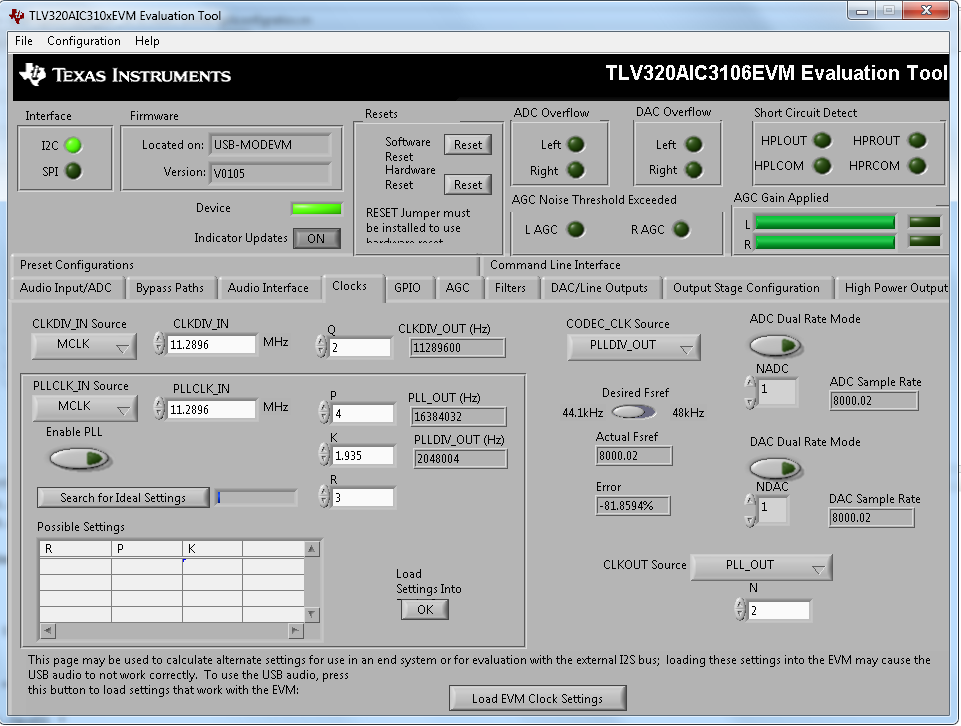 TLV320AIC310xEVM Evaluation Tool
File Configuration Help
TEXAS INSTRUMENTS
TLV320AIC3106EVM Evaluation Tool
Interface
I2C
SPI
Firmware
Located on: USB-MODEVM
Version: V0105
Device
Indicator Updates ON
Resets
Software
Reset
Reset
Hardware
Reset
Reset
RESET Jumper must
be installed to use
hardware reset
ADC Overflow
Left
Right
DAC Overflow
Left
Right
Short Circuit Detect
HPLOUT HPROUT
HPLCOM HPRCOM
AGC Noise Threshold Exceeded
L AGC R AGC
AGC Gain Applied
L
R
Preset Configurations Command Line Interface
Audio Input/ADC Bypass Paths Audio Interface Clocks GPIO AGC Filters DAC/Line Outputs Output Stage Configuration High Power Output
CLKDIV_IN Source
MCLK
CLKDIV_IN
11.2896 MHz
Q
2
CLKDIV_OUT (Hz)
11289600
PLLCLK_IN Source
MCLK
PLLCLK_IN
11.2896 MHz
Enable PLL
P
4
K
1.935
R
3
PLL_OUT (Hz)
16384032
PLLDIV_OUT (Hz)
2048004
Search for Ideal Settings
Possible Settings
R P K
Load
Settings Into
OK
CODEC_CLK Source
PLLDIV_OUT
Desired Fsref
44.1kHz 48kHz
Actual Fsref
8000.02
Error
-81.8594%
ADC Dual Rate Mode
NADC
1
ADC Sample Rate
8000.02
DAC Dual Rate Mode
NDAC
1
DAC Sample Rate
8000.02
CLKOUT Source PLL_OUT
N
2
This page may be used to calculate alternate settings for use in an end system or for evaluation with the external I2S bus; loading these settings into the EVM may cause the
USB audio to not work correctly. To use the USB audio, press
this button to load settings that work with the EVM:
Load EVM Clock Settings